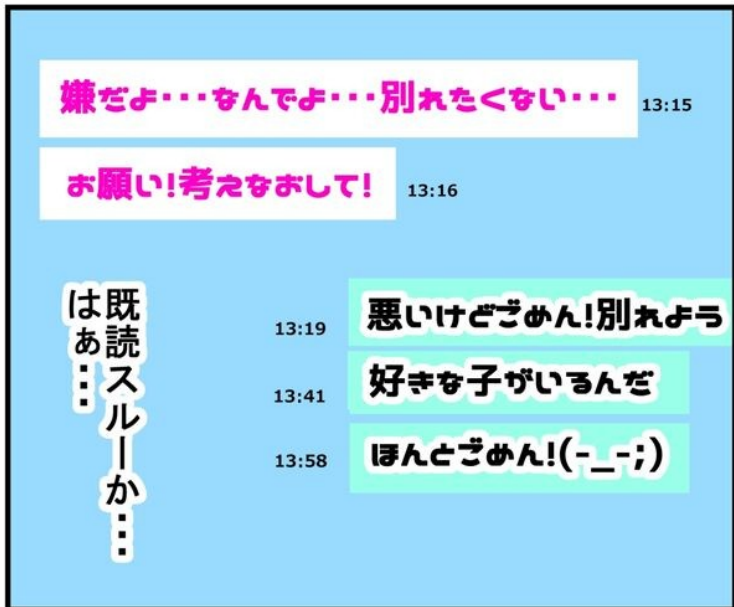 嫌だよ･･･なんでよ･･･別れたくない･･･
13:15
お願い!考えなおして!
13:16
13:19
悪いけどごめん!別れよう
13:41
好きな子がいるんだ
13:58
ほんとごめん!(-_-;)
既読スルーか･･･
はぁ･･･